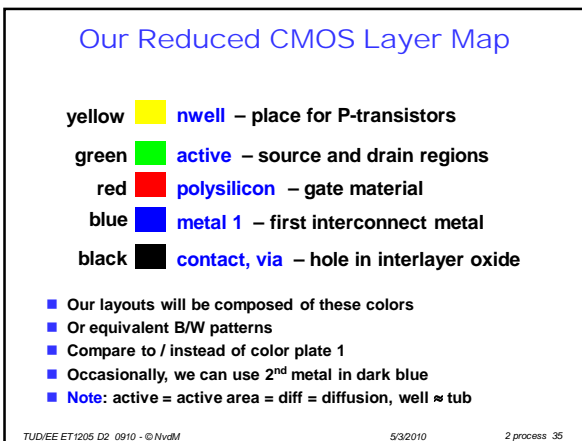 Our Reduced CMOS Layer Map
yellow nwell – place for P-transistors
green active – source and drain regions
red polysilicon – gate material
blue metal 1 – first interconnect metal
black contact, via – hole in interlayer oxide
Our layouts will be composed of these colors
Or equivalent B/W patterns
Compare to / instead of color plate 1
Occasionally, we can use 2nd metal in dark blue
Note: active = active area = diff = diffusion, well ≈ tub
TUD/EE ET1205 D2 0910 - © NvdM 5/3/2010 2 process 35